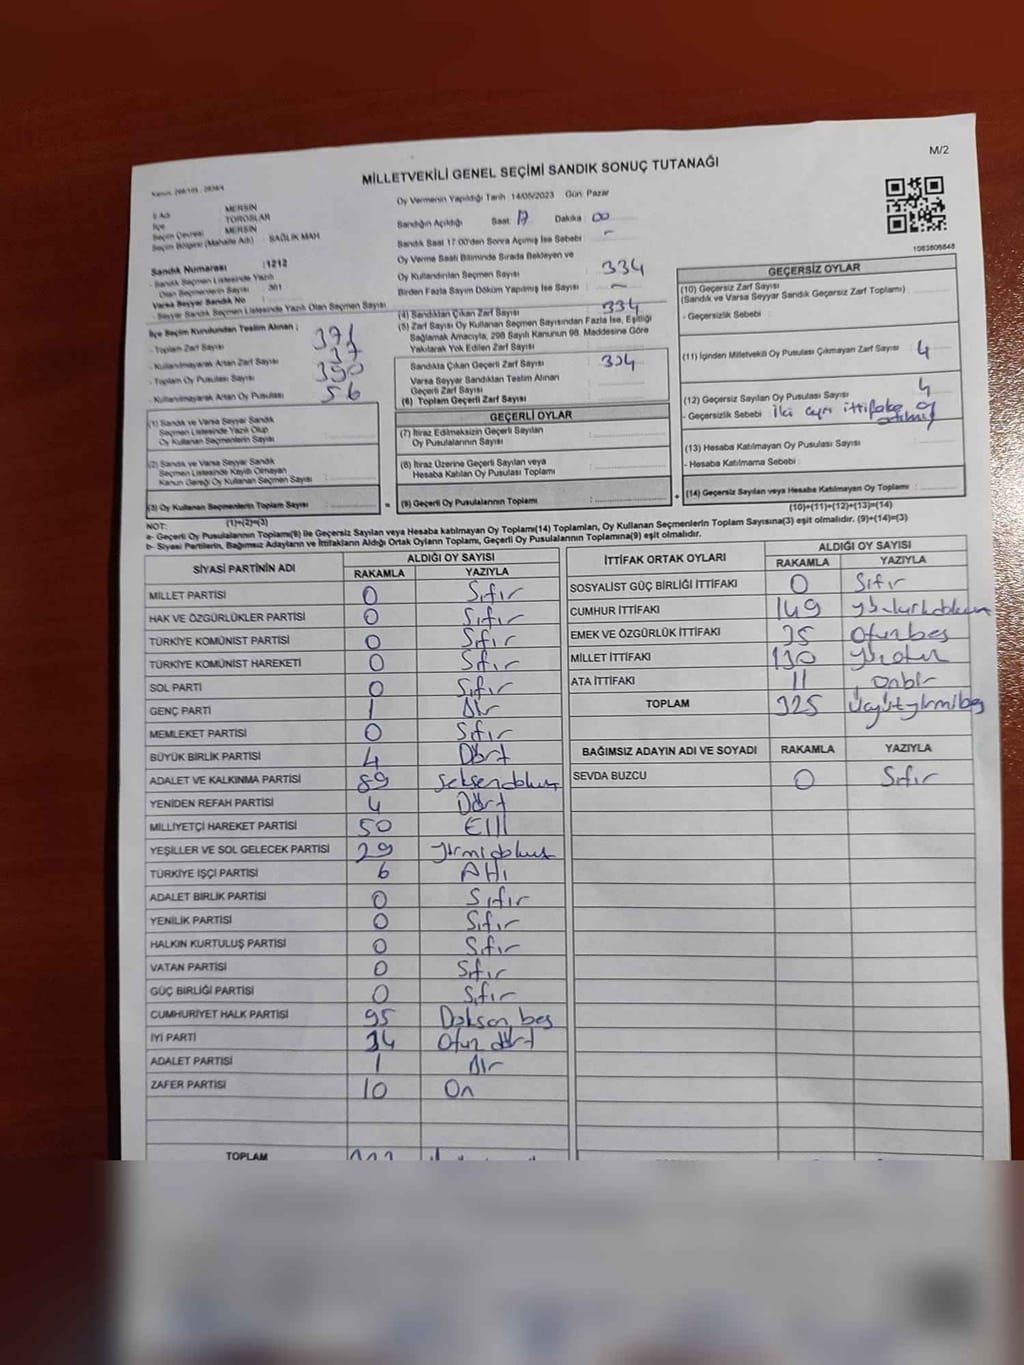 M/2
MİLLETVEKİLİ GENEL SEÇİMİ SANDIK SONUÇ TUTANAĞI
İl Adı : MERSİN
İlçe : TOROSLAR
Seçim Çevresi : MERSİN
Seçim Bölgesi (Mahalle Adı) : SAĞLIK MAH
Sandık Numarası : 1212
- Sandık Seçmen Listesinde Yazılı
Olan Seçmenlerin Sayısı : 361
Varsa Seyyar Sandık No :
- Seyyar Sandık Seçmen Listesinde Yazılı Olan Seçmen Sayısı :
İlçe Seçim Kurulundan Teslim Alınan ;
- Toplam Zarf Sayısı : 371
- Kullanılmayarak Artan Zarf Sayısı : 37
- Toplam Oy Pusulası Sayısı : 390
- Kullanılmayarak Artan Oy Pusulası : 56
(1) Sandık ve Varsa Seyyar Sandık
Seçmen Listesinde Yazılı Olup
Oy Kullanan Seçmenlerin Sayısı :
(2) Sandık ve Varsa Seyyar Sandık
Seçmen Listesinde Kayıtlı Olmayan
Kanun Gereği Oy Kullanan Seçmen Sayısı :
(3) Oy Kullanan Seçmenlerin Toplam Sayısı :
(1)+(2)=(3)
Oy Vermenin Yapıldığı Tarih : 14/05/2023 Gün : Pazar
Sandığın Açıldığı Saat : 17 Dakika : 00
Sandık Saat 17:00'den Sonra Açılmış İse Sebebi : -
Oy Verme Saati Bitiminde Sırada Bekleyen ve
Oy Kullandırılan Seçmen Sayısı : 334
Birden Fazla Sayım Döküm Yapılmış İse Sayısı : -
(4) Sandıktan Çıkan Zarf Sayısı : 334
(5) Zarf Sayısı Oy Kullanan Seçmen Sayısından Fazla İse, Eşitliği
Sağlamak Amacıyla, 298 Sayılı Kanunun 98. Maddesine Göre
Yakılarak Yok Edilen Zarf Sayısı :
Sandıkta Çıkan Geçerli Zarf Sayısı : 334
Varsa Seyyar Sandıktan Teslim Alınan
Geçerli Zarf Sayısı :
(6) Toplam Geçerli Zarf Sayısı :
GEÇERLİ OYLAR
(7) İtiraz Edilmeksizin Geçerli Sayılan
Oy Pusulalarının Sayısı :
(8) İtiraz Üzerine Geçerli Sayılan veya
Hesaba Katılan Oy Pusulası Sayısı :
(9) Geçerli Oy Pusulalarının Toplamı :
1083806848
GEÇERSİZ OYLAR
(10) Geçersiz Zarf Sayısı
(Sandık ve Varsa Seyyar Sandık Geçersiz Zarf Toplamı) :
- Geçersizlik Sebebi :
(11) İçinden Milletvekili Oy Pusulası Çıkmayan Zarf Sayısı : 4
(12) Geçersiz Sayılan Oy Pusulası Sayısı : 4
- Geçersizlik Sebebi : İki ayrı ittifaka oy
(13) Hesaba Katılmayan Oy Pusulası Sayısı :
- Hesaba Katılmama Sebebi :
(14) Geçersiz Sayılan veya Hesaba Katılmayan Oy Toplamı :
(10)+(11)+(12)+(13)=(14)
NOT:
a- Geçerli Oy Pusulalarının Toplamı(9) ile Geçersiz Sayılan veya Hesaba katılmayan Oy Toplamı(14) Toplamları, Oy Kullanan Seçmenlerin Toplam Sayısına(3) eşit olmalıdır. (9)+(14)=(3)
b- Siyasi Partilerin, Bağımsız Adayların ve İttifakların Aldığı Ortak Oyların Toplamı, Geçerli Oy Pusulalarının Toplamına(9) eşit olmalıdır.
SİYASİ PARTİNİN ADI ALDIĞI OY SAYISI
RAKAMLA YAZIYLA
MİLLET PARTİSİ 0 Sıfır
HAK VE ÖZGÜRLÜKLER PARTİSİ 0 Sıfır
TÜRKİYE KOMÜNİST PARTİSİ 0 Sıfır
TÜRKİYE KOMÜNİST HAREKETİ 0 Sıfır
SOL PARTİ 0 Sıfır
GENÇ PARTİ 1 Bir
MEMLEKET PARTİSİ 0 Sıfır
BÜYÜK BİRLİK PARTİSİ 4 Dört
ADALET VE KALKINMA PARTİSİ 89 Seksendokuz
YENİDEN REFAH PARTİSİ 4 Dört
MİLLİYETÇİ HAREKET PARTİSİ 50 Elli
YEŞİLLER VE SOL GELECEK PARTİSİ 29 Yirmidokuz
TÜRKİYE İŞÇİ PARTİSİ 6 Altı
ADALET BİRLİK PARTİSİ 0 Sıfır
YENİLİK PARTİSİ 0 Sıfır
HALKIN KURTULUŞ PARTİSİ 0 Sıfır
VATAN PARTİSİ 0 Sıfır
GÜÇ BİRLİĞİ PARTİSİ 0 Sıfır
CUMHURİYET HALK PARTİSİ 95 Doksan beş
İYİ PARTİ 34 Otuz dört
ADALET PARTİSİ 1 Bir
ZAFER PARTİSİ 10 On
TOPLAM
İTTİFAK ORTAK OYLARI ALDIĞI OY SAYISI
RAKAMLA YAZIYLA
SOSYALİST GÜÇ BİRLİĞİ İTTİFAKI 0 Sıfır
CUMHUR İTTİFAKI 149 yüzkırkdokuz
EMEK VE ÖZGÜRLÜK İTTİFAKI 35 Otuzbeş
MİLLET İTTİFAKI 130 yüzotuz
ATA İTTİFAKI 11 Onbir
TOPLAM 325 Üçyüzyirmibeş
BAĞIMSIZ ADAYIN ADI VE SOYADI RAKAMLA YAZIYLA
SEVDA BUZCU 0 Sıfır